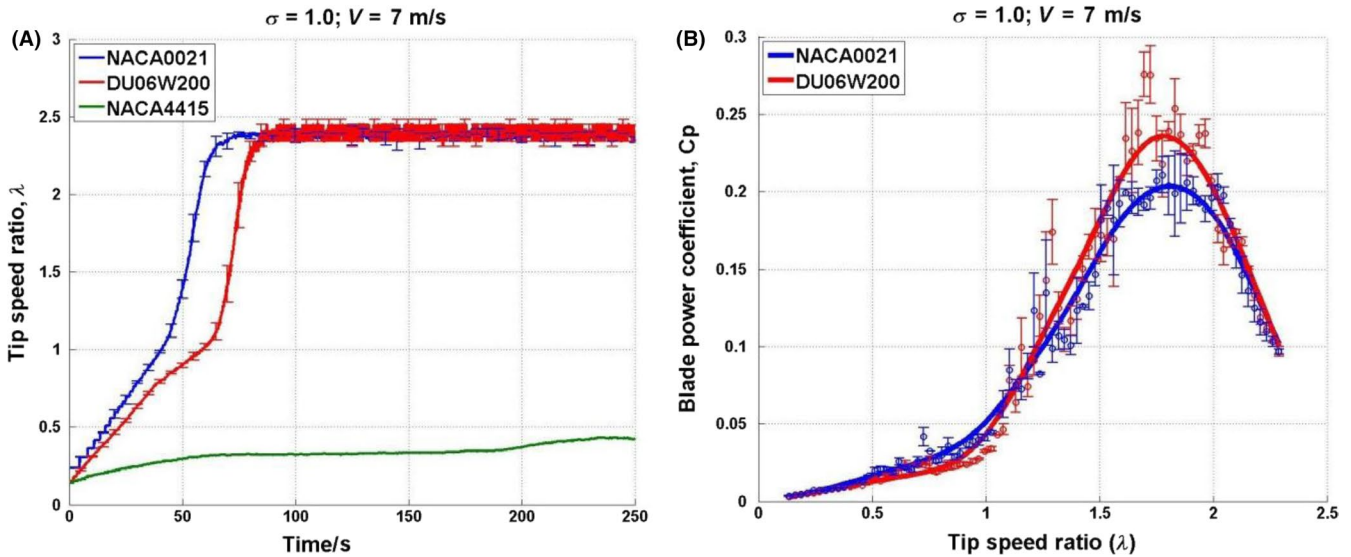 σ = 1.0; V = 7 m/s
(A)
NACA0021
DU06W200
NACA4415
3
2.5
2
1.5
1
0.5
0
Tip speed ratio, λ
0 50 100 150 200 250
Time/s
σ = 1.0; V = 7 m/s
(B)
NACA0021
DU06W200
0.3
0.25
0.2
0.15
0.1
0.05
0
Blade power coefficient, Cp
0 0.5 1 1.5 2 2.5
Tip speed ratio (λ)